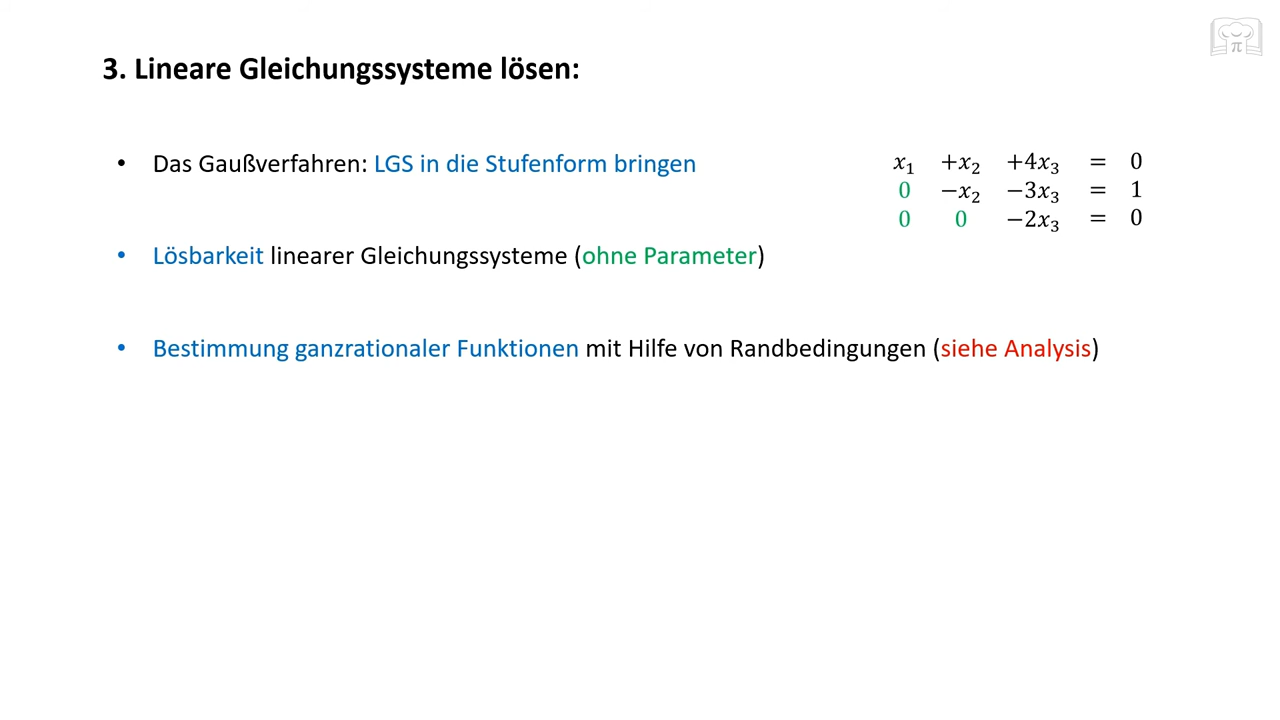 3. Lineare Gleichungssysteme lösen:
• Das Gaußverfahren: LGS in die Stufenform bringen
x₁ +x₂ +4x₃ = 0
0 −x₂ −3x₃ = 1
0 0 −2x₃ = 0
• Lösbarkeit linearer Gleichungssysteme (ohne Parameter)
• Bestimmung ganzrationaler Funktionen mit Hilfe von Randbedingungen (siehe Analysis)
π